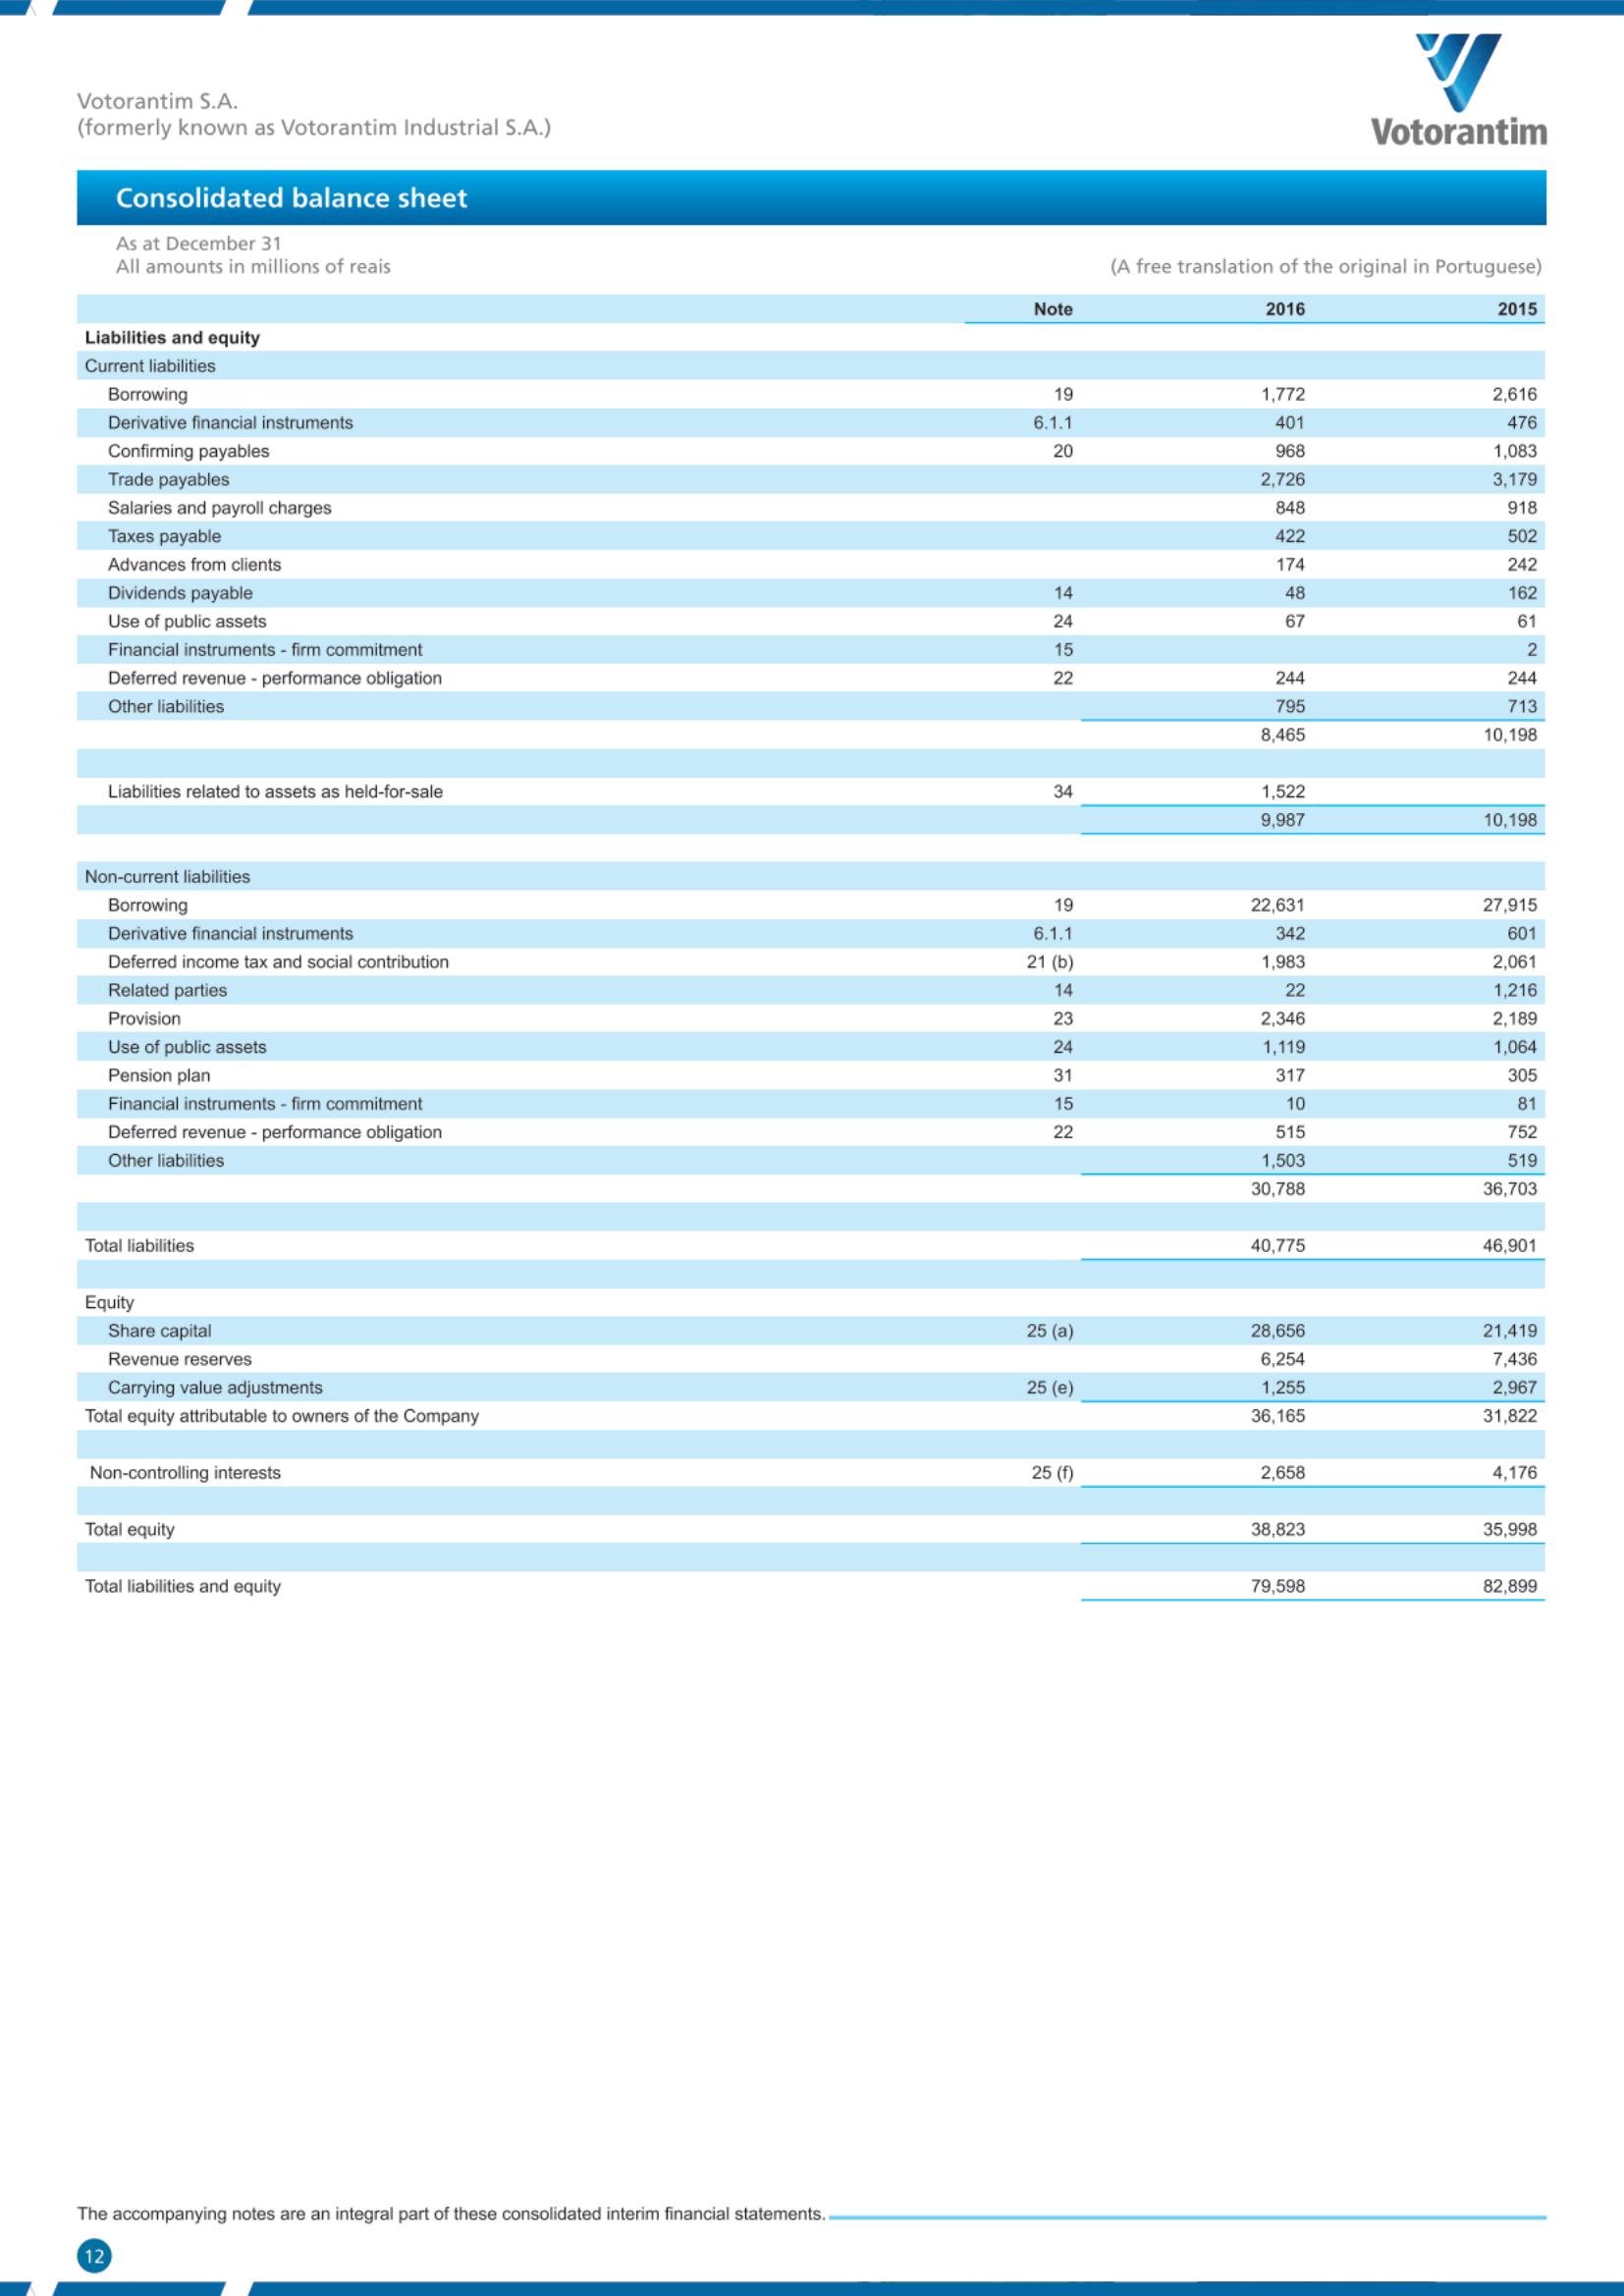 Votorantim S.A.
(formerly known as Votorantim Industrial S.A.)
Votorantim
Consolidated balance sheet
As at December 31
All amounts in millions of reais (A free translation of the original in Portuguese)
Note 2016 2015
Liabilities and equity
Current liabilities
Borrowing 19 1,772 2,616
Derivative financial instruments 6.1.1 401 476
Confirming payables 20 968 1,083
Trade payables 2,726 3,179
Salaries and payroll charges 848 918
Taxes payable 422 502
Advances from clients 174 242
Dividends payable 14 48 162
Use of public assets 24 67 61
Financial instruments - firm commitment 15 2
Deferred revenue - performance obligation 22 244 244
Other liabilities 795 713
8,465 10,198
Liabilities related to assets as held-for-sale 34 1,522
9,987 10,198
Non-current liabilities
Borrowing 19 22,631 27,915
Derivative financial instruments 6.1.1 342 601
Deferred income tax and social contribution 21 (b) 1,983 2,061
Related parties 14 22 1,216
Provision 23 2,346 2,189
Use of public assets 24 1,119 1,064
Pension plan 31 317 305
Financial instruments - firm commitment 15 10 81
Deferred revenue - performance obligation 22 515 752
Other liabilities 1,503 519
30,788 36,703
Total liabilities 40,775 46,901
Equity
Share capital 25 (a) 28,656 21,419
Revenue reserves 6,254 7,436
Carrying value adjustments 25 (e) 1,255 2,967
Total equity attributable to owners of the Company 36,165 31,822
Non-controlling interests 25 (f) 2,658 4,176
Total equity 38,823 35,998
Total liabilities and equity 79,598 82,899
The accompanying notes are an integral part of these consolidated interim financial statements.
12